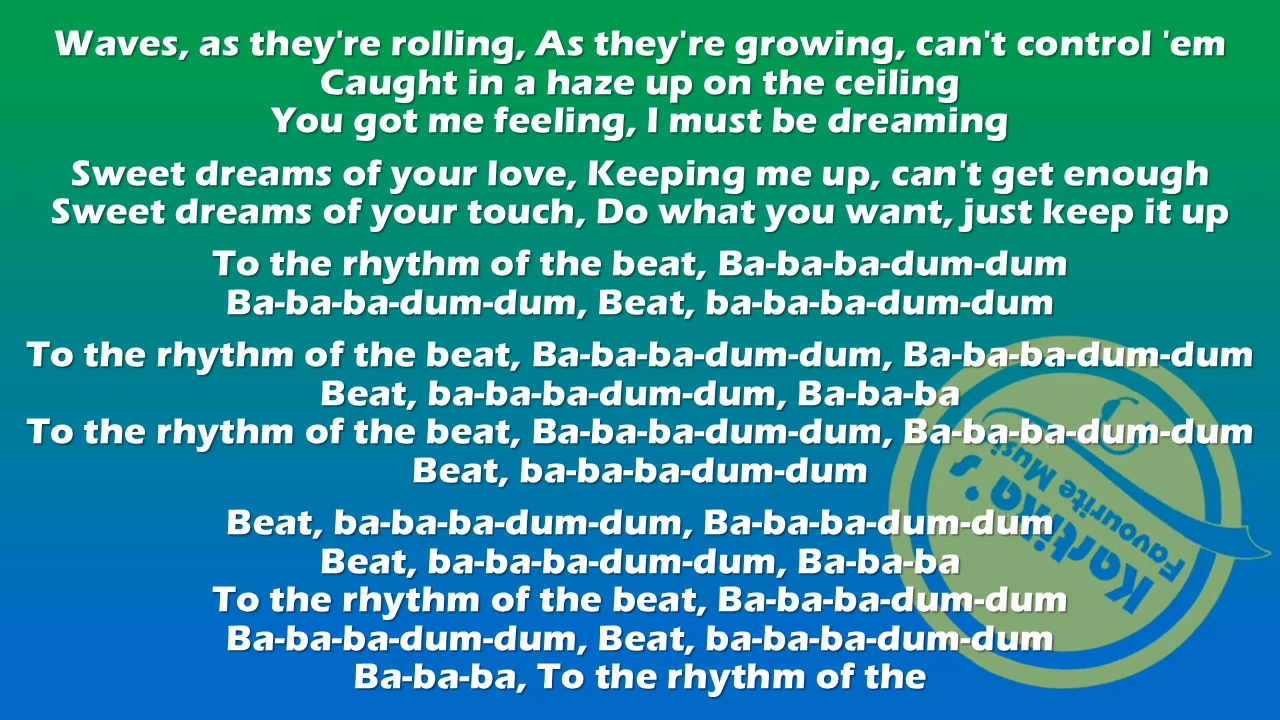 Waves, as they're rolling, As they're growing, can't control 'em
Caught in a haze up on the ceiling
You got me feeling, I must be dreaming
Sweet dreams of your love, Keeping me up, can't get enough
Sweet dreams of your touch, Do what you want, just keep it up
To the rhythm of the beat, Ba-ba-ba-dum-dum
Ba-ba-ba-dum-dum, Beat, ba-ba-ba-dum-dum
To the rhythm of the beat, Ba-ba-ba-dum-dum, Ba-ba-ba-dum-dum
Beat, ba-ba-ba-dum-dum, Ba-ba-ba
To the rhythm of the beat, Ba-ba-ba-dum-dum, Ba-ba-ba-dum-dum
Beat, ba-ba-ba-dum-dum
Beat, ba-ba-ba-dum-dum, Ba-ba-ba-dum-dum
Beat, ba-ba-ba-dum-dum, Ba-ba-ba
To the rhythm of the beat, Ba-ba-ba-dum-dum
Ba-ba-ba-dum-dum, Beat, ba-ba-ba-dum-dum
Ba-ba-ba, To the rhythm of the
Kartika's
Favourite Music